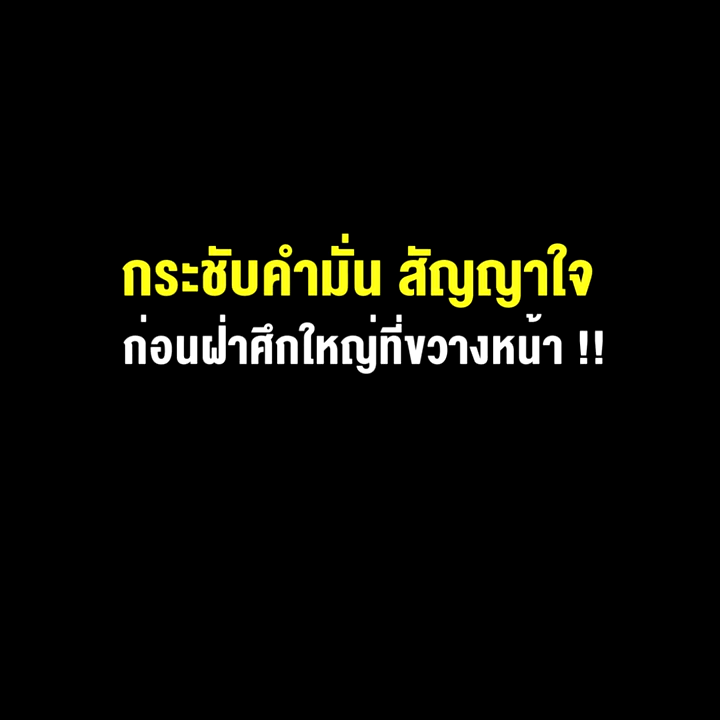 กระชับคำมั่น สัญญาใจ
ก่อนฝ่าศึกใหญ่ที่ขวางหน้า !!